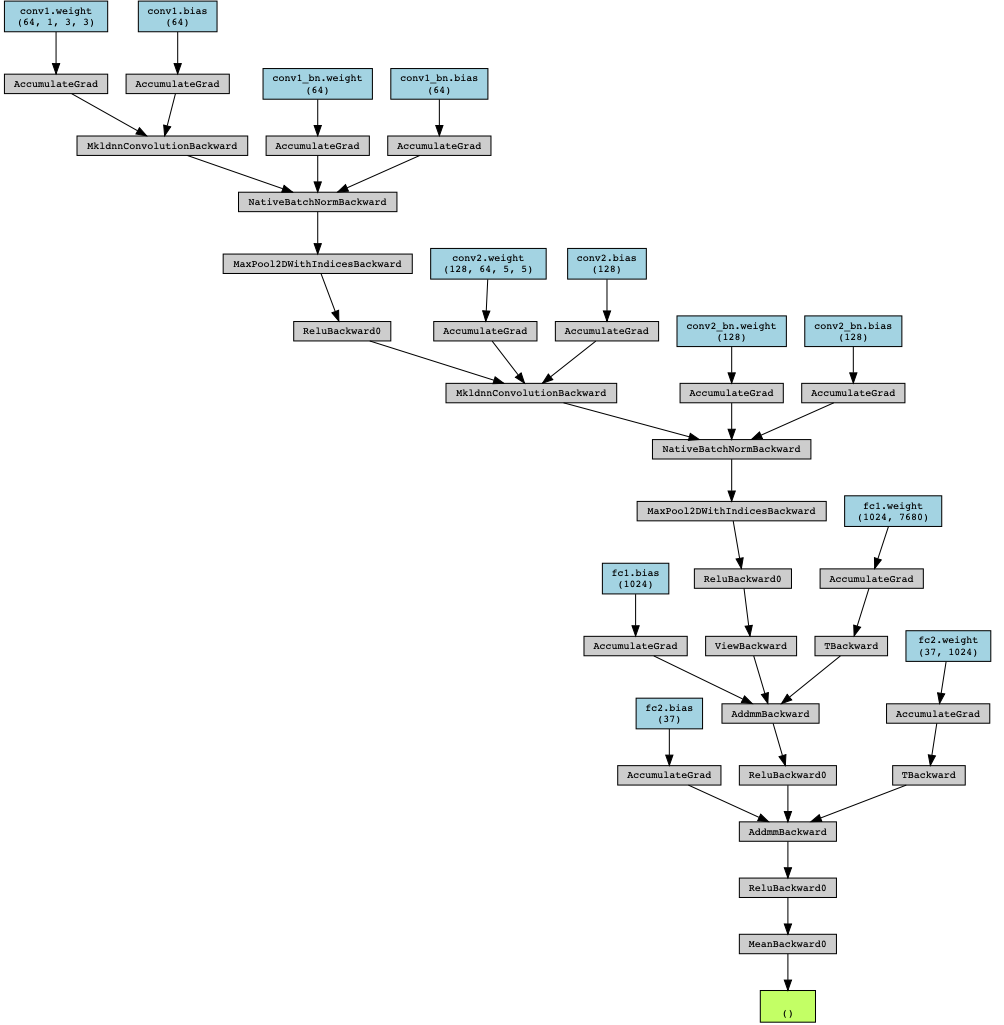 conv1.weight
(64, 1, 3, 3)
conv1.bias
(64)
AccumulateGrad
AccumulateGrad
conv1_bn.weight
(64)
conv1_bn.bias
(64)
MkldnnConvolutionBackward
AccumulateGrad
AccumulateGrad
NativeBatchNormBackward
MaxPool2DWithIndicesBackward
conv2.weight
(128, 64, 5, 5)
conv2.bias
(128)
ReluBackward0
AccumulateGrad
AccumulateGrad
conv2_bn.weight
(128)
conv2_bn.bias
(128)
MkldnnConvolutionBackward
AccumulateGrad
AccumulateGrad
NativeBatchNormBackward
MaxPool2DWithIndicesBackward
fc1.weight
(1024, 7680)
fc1.bias
(1024)
ReluBackward0
AccumulateGrad
AccumulateGrad
ViewBackward
TBackward
fc2.weight
(37, 1024)
fc2.bias
(37)
AddmmBackward
AccumulateGrad
AccumulateGrad
ReluBackward0
TBackward
AddmmBackward
ReluBackward0
MeanBackward0
()